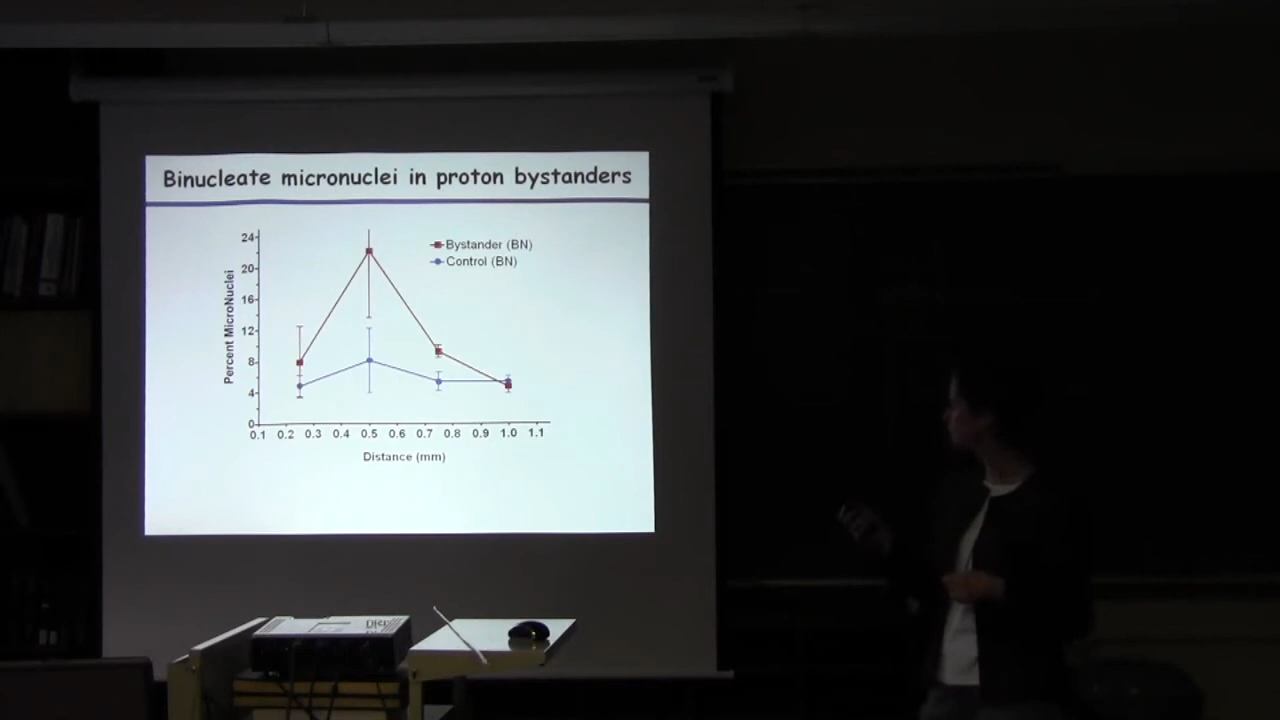 Binucleate micronuclei in proton bystanders
Bystander (BN)
Control (BN)
Percent MicroNuclei
24
20
16
12
8
4
0
0.1 0.2 0.3 0.4 0.5 0.6 0.7 0.8 0.9 1.0 1.1
Distance (mm)